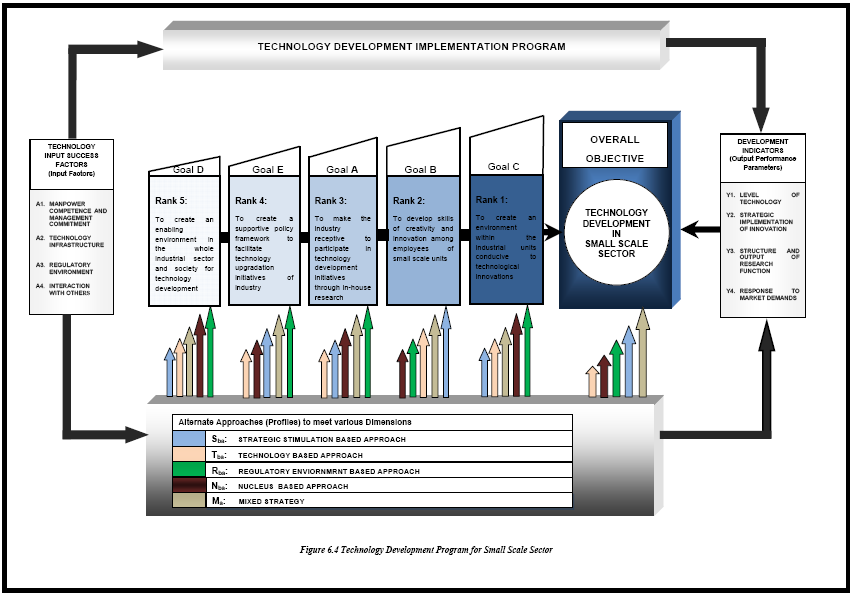 TECHNOLOGY DEVELOPMENT IMPLEMENTATION PROGRAM
TECHNOLOGY
INPUT SUCCESS
FACTORS
(Input Factors)
A1. MANPOWER
COMPETENCE AND
MANAGEMENT
COMMITMENT
A2. TECHNOLOGY
INFRASTRUCTURE
A3. REGULATORY
ENVIRONMENT
A4. INTERACTION
WITH OTHERS
Goal D
Rank 5:
To create an
enabling
environment in
the whole
industrial sector
and society for
technology
development
Goal E
Rank 4:
To create a
supportive policy
framework to
facilitate
technology
upgradation
initiatives of
industry
Goal A
Rank 3:
To make the
industry
receptive to
participate in
technology
development
initiatives
through in-house
research
Goal B
Rank 2:
To develop skills
of creativity and
innovation among
employees of
small scale units
Goal C
Rank 1:
To create an
environment
within the
industrial units
conducive to
technological
innovations
OVERALL
OBJECTIVE
TECHNOLOGY
DEVELOPMENT
IN
SMALL SCALE
SECTOR
DEVELOPMENT
INDICATORS
(Output Performance
Parameters)
Y1. LEVEL OF
TECHNOLOGY
Y2. STRATEGIC
IMPLEMENTATION
OF INNOVATION
Y3. STRUCTURE AND
OUTPUT OF
RESEARCH
FUNCTION
Y4. RESPONSE TO
MARKET DEMANDS
Alternate Approaches (Profiles) to meet various Dimensions
Sba: STRATEGIC STIMULATION BASED APPROACH
Tba: TECHNOLOGY BASED APPROACH
Rba: REGULATORY ENVIORNMRNT BASED APPROACH
Nba: NUCLEUS BASED APPROACH
Ma: MIXED STRATEGY
Figure 6.4 Technology Development Program for Small Scale Sector